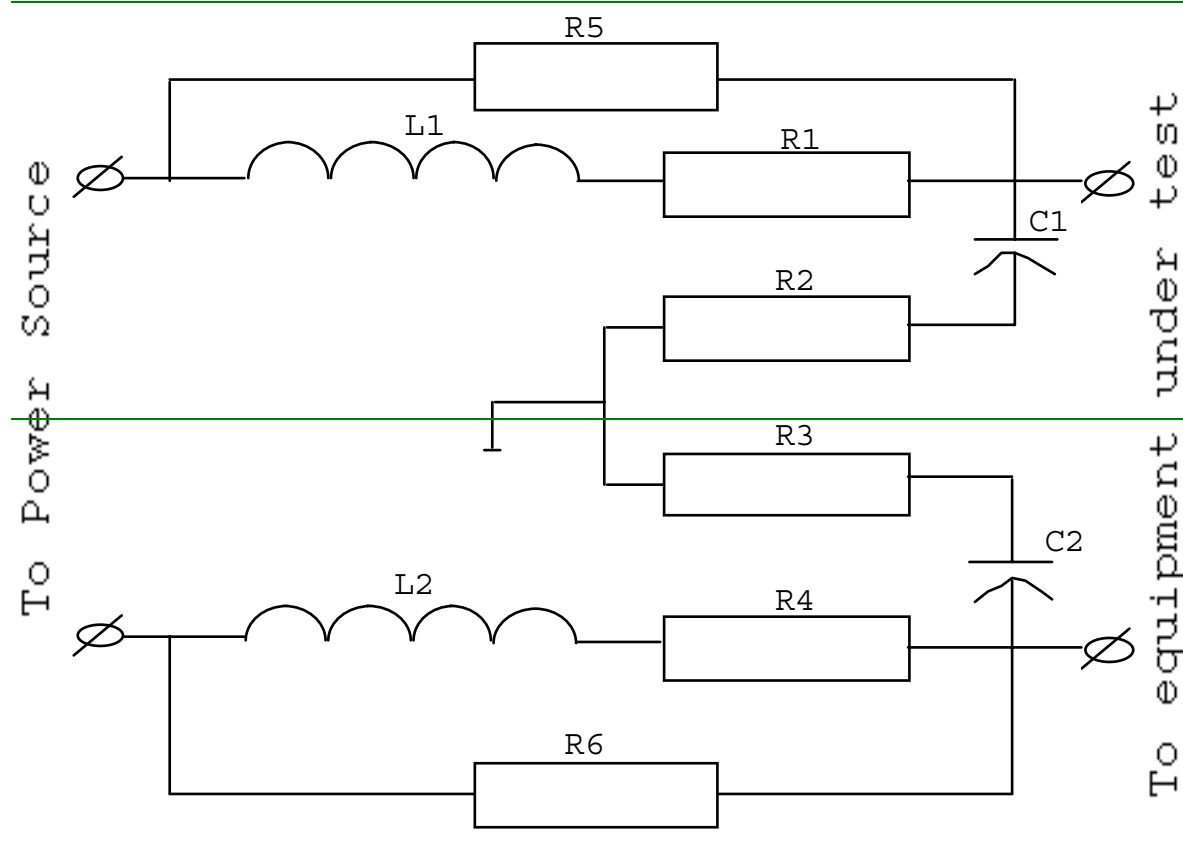 R5
L1
R1
C1
R2
R3
C2
L2
R4
R6
To Power Source
To equipment under test